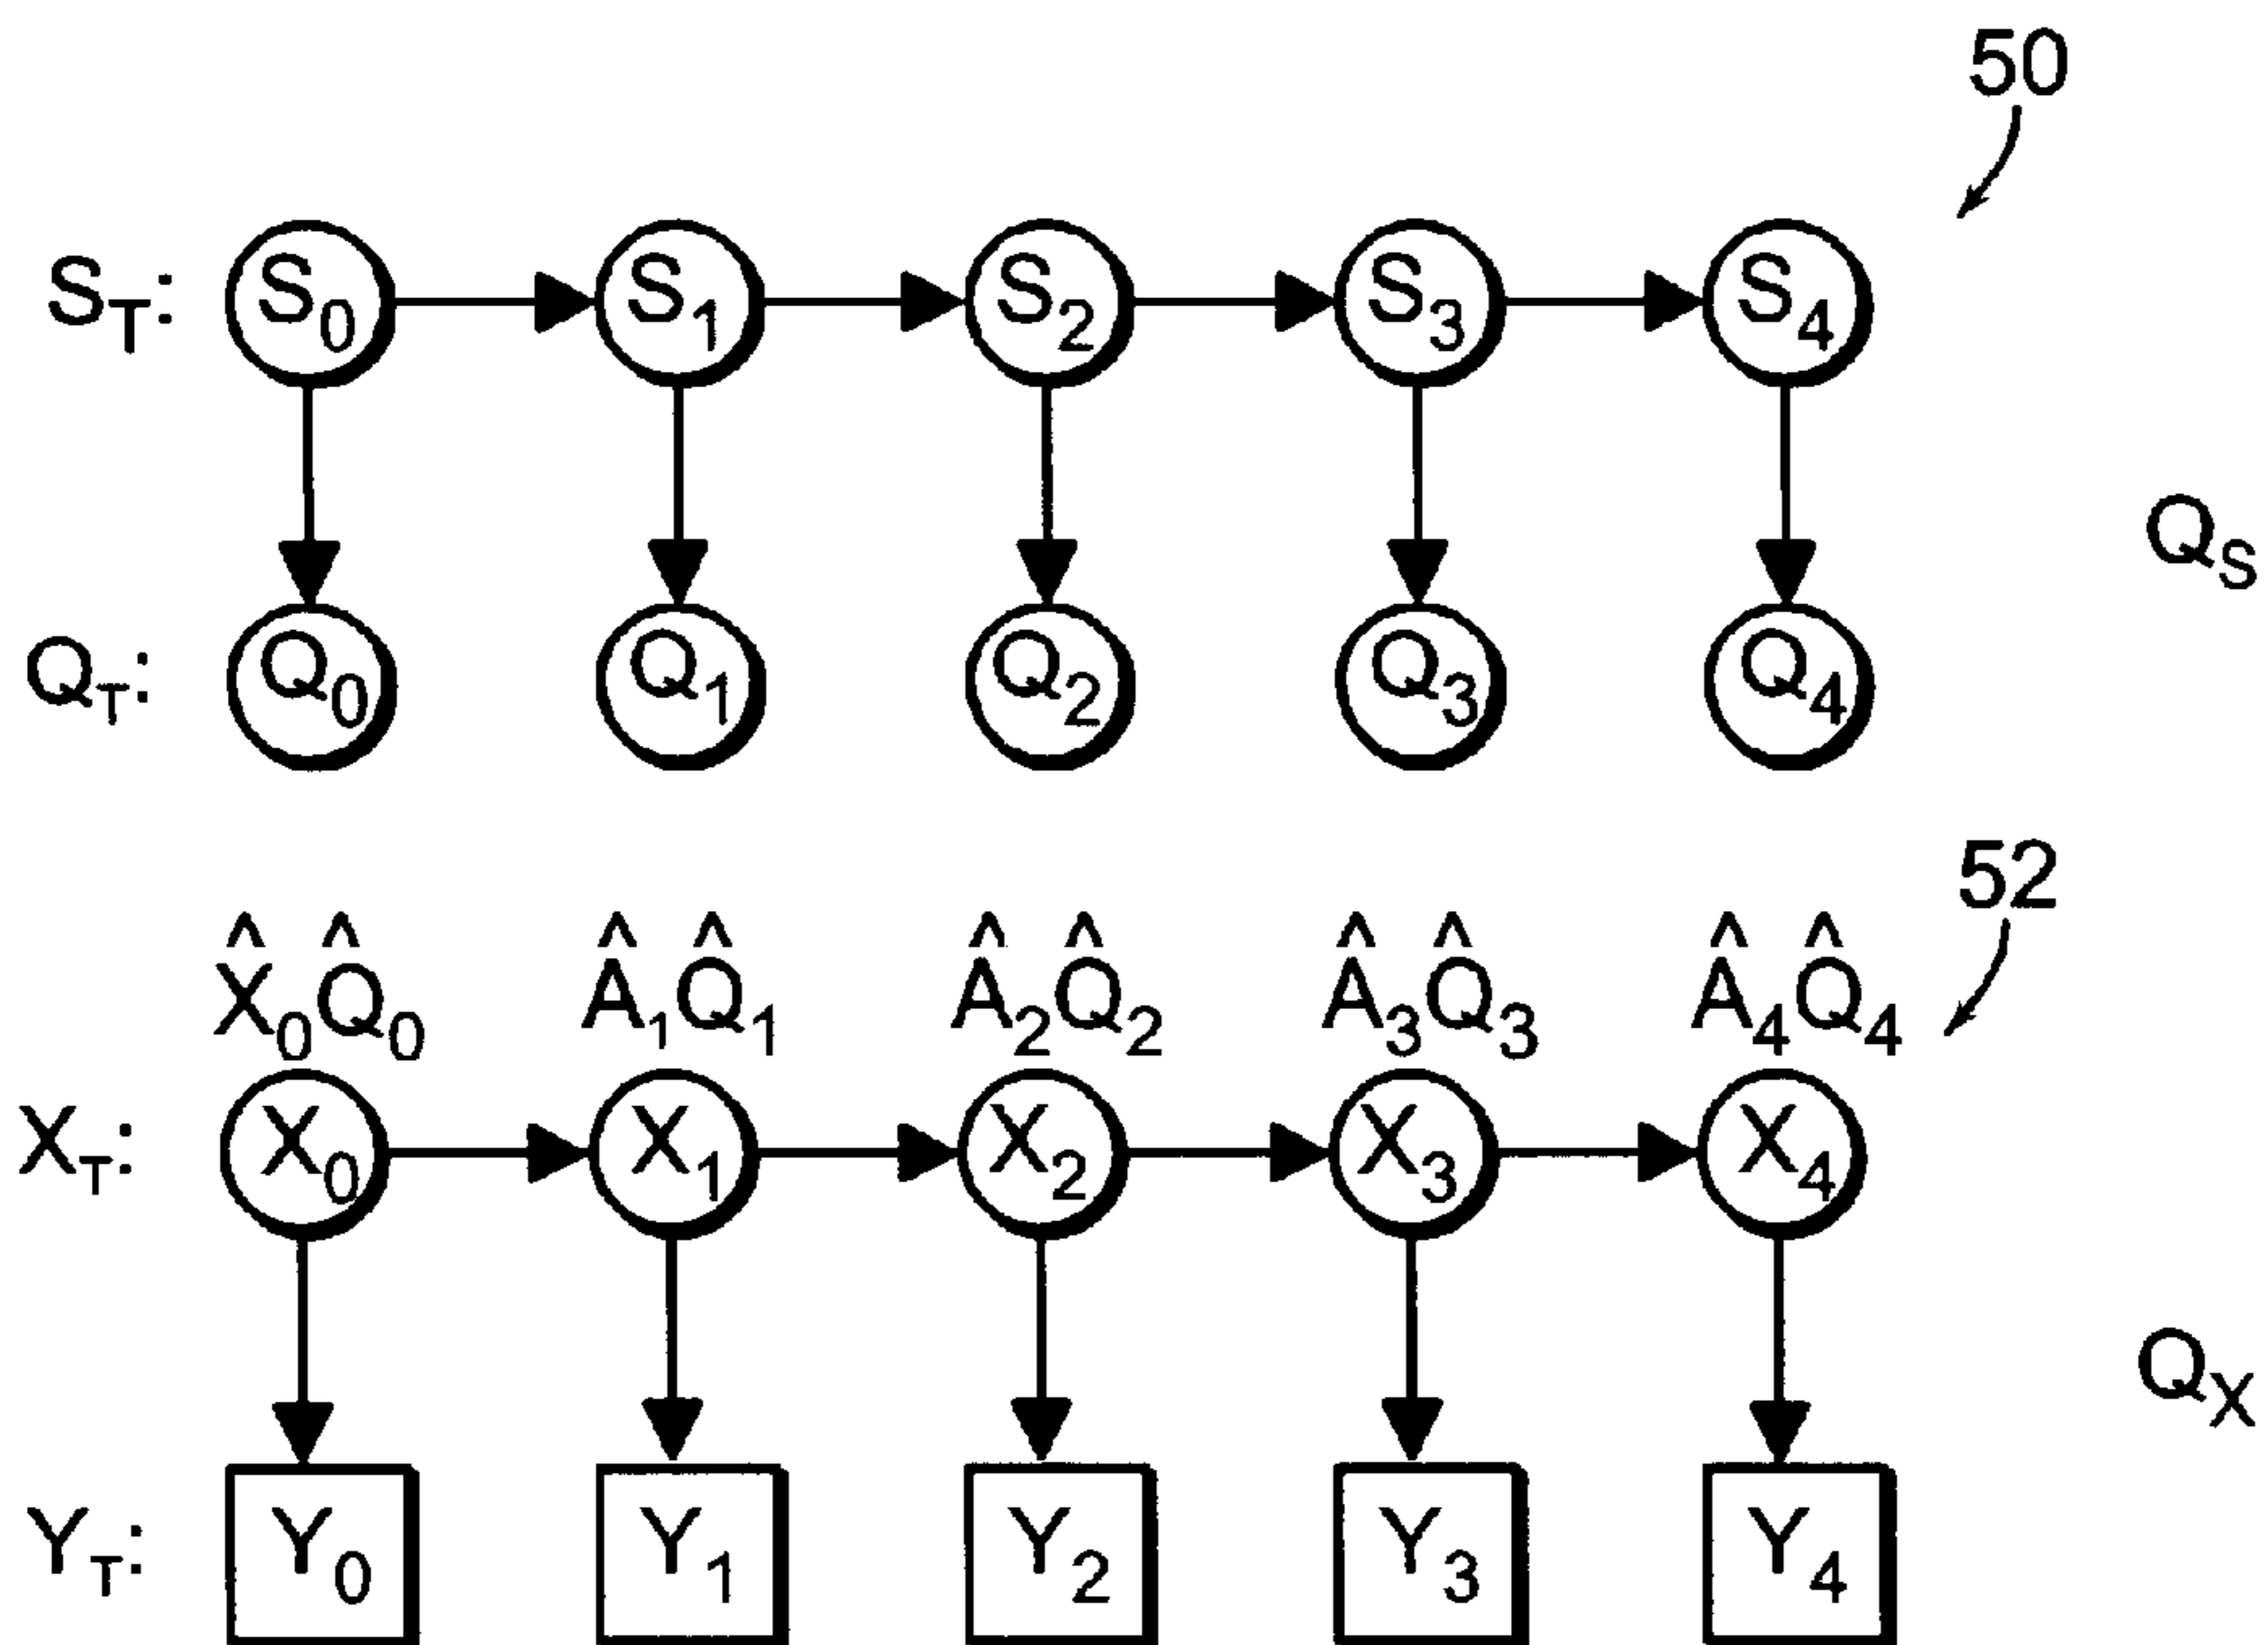 50
S_T: S_0 S_1 S_2 S_3 S_4
Q_S
Q_T: Q_0 Q_1 Q_2 Q_3 Q_4
52
X̂_0Q̂_0 Â_1Q̂_1 Â_2Q̂_2 Â_3Q̂_3 Â_4Q̂_4
X_T: X_0 X_1 X_2 X_3 X_4
Q_X
Y_T: Y_0 Y_1 Y_2 Y_3 Y_4